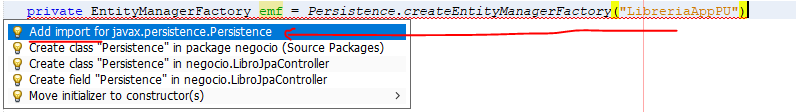 private EntityManagerFactory emf = Persistence.createEntityManagerFactory("LibreriaAppPU")
Add import for javax.persistence.Persistence
Create class "Persistence" in package negocio (Source Packages)
Create class "Persistence" in negocio.LibroJpaController
Create field "Persistence" in negocio.LibroJpaController
Move initializer to constructor(s)